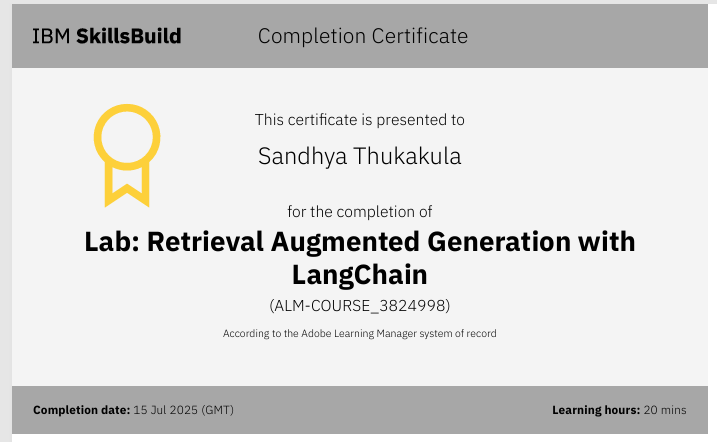 IBM SkillsBuild
Completion Certificate
This certificate is presented to
Sandhya Thukakula
for the completion of
Lab: Retrieval Augmented Generation with
LangChain
(ALM-COURSE_3824998)
According to the Adobe Learning Manager system of record
Completion date: 15 Jul 2025 (GMT)
Learning hours: 20 mins